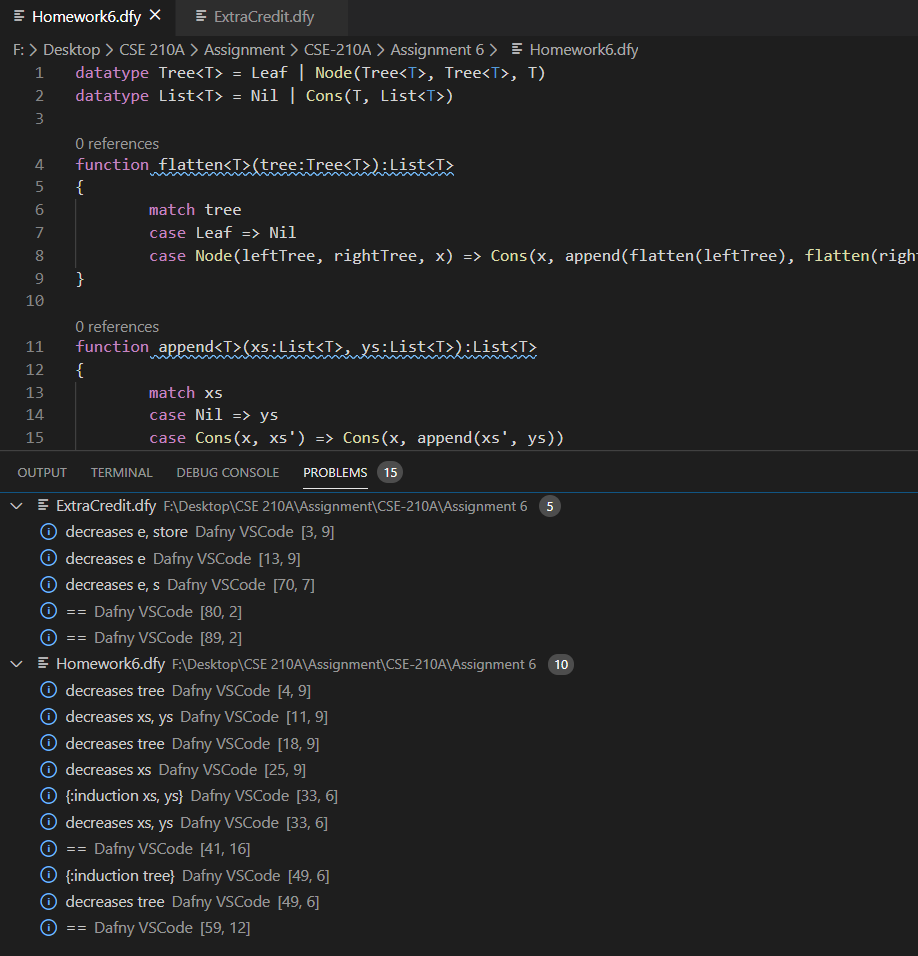 Homework6.dfy × ExtraCredit.dfy
F: > Desktop > CSE 210A > Assignment > CSE-210A > Assignment 6 > Homework6.dfy
1 datatype Tree<T> = Leaf | Node(Tree<T>, Tree<T>, T)
2 datatype List<T> = Nil | Cons(T, List<T>)
3
0 references
4 function flatten<T>(tree:Tree<T>):List<T>
5 {
6 match tree
7 case Leaf => Nil
8 case Node(leftTree, rightTree, x) => Cons(x, append(flatten(leftTree), flatten(righ
9 }
10
0 references
11 function append<T>(xs:List<T>, ys:List<T>):List<T>
12 {
13 match xs
14 case Nil => ys
15 case Cons(x, xs') => Cons(x, append(xs', ys))
OUTPUT TERMINAL DEBUG CONSOLE PROBLEMS 15
ExtraCredit.dfy F:\Desktop\CSE 210A\Assignment\CSE-210A\Assignment 6 5
decreases e, store Dafny VSCode [3, 9]
decreases e Dafny VSCode [13, 9]
decreases e, s Dafny VSCode [70, 7]
== Dafny VSCode [80, 2]
== Dafny VSCode [89, 2]
Homework6.dfy F:\Desktop\CSE 210A\Assignment\CSE-210A\Assignment 6 10
decreases tree Dafny VSCode [4, 9]
decreases xs, ys Dafny VSCode [11, 9]
decreases tree Dafny VSCode [18, 9]
decreases xs Dafny VSCode [25, 9]
{:induction xs, ys} Dafny VSCode [33, 6]
decreases xs, ys Dafny VSCode [33, 6]
== Dafny VSCode [41, 16]
{:induction tree} Dafny VSCode [49, 6]
decreases tree Dafny VSCode [49, 6]
== Dafny VSCode [59, 12]